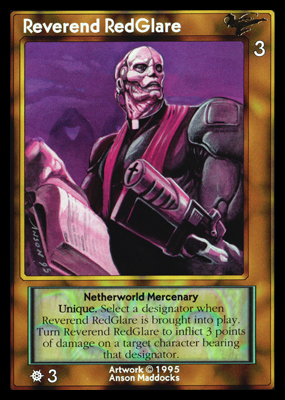 Reverend RedGlare
3
Netherworld Mercenary
Unique. Select a designator when
Reverend RedGlare is brought into play.
Turn Reverend RedGlare to inflict 3 points
of damage on a target character bearing
that designator.
3
Artwork © 1995
Anson Maddocks